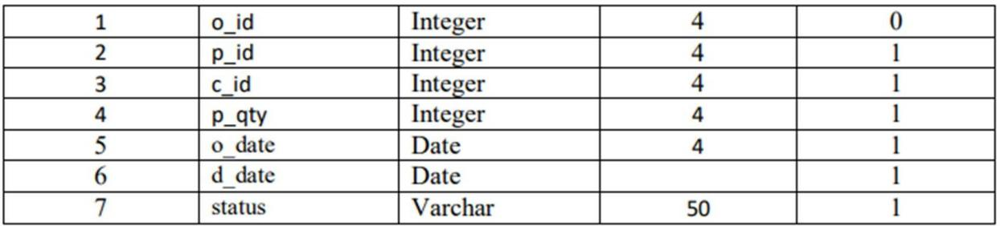 1 o_id Integer 4 0
2 p_id Integer 4 1
3 c_id Integer 4 1
4 p_qty Integer 4 1
5 o_date Date 4 1
6 d_date Date 1
7 status Varchar 50 1